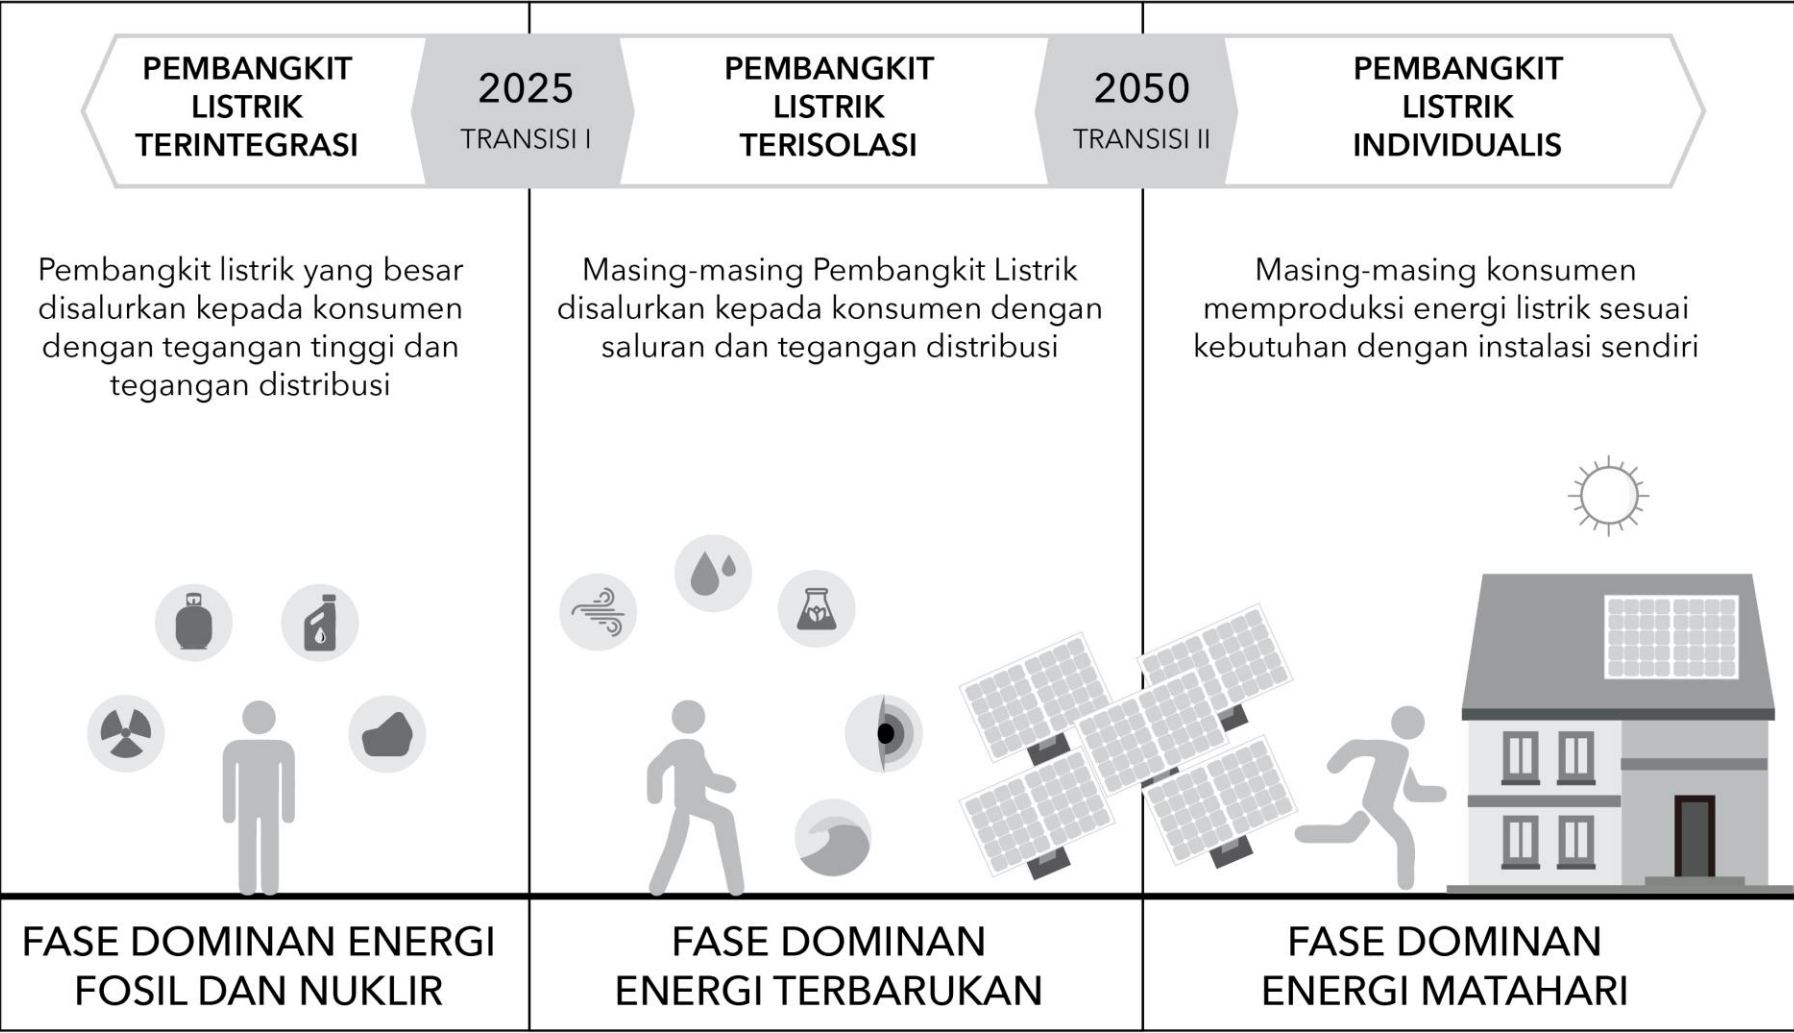 PEMBANGKIT
LISTRIK
TERINTEGRASI
2025
TRANSISI I
PEMBANGKIT
LISTRIK
TERISOLASI
2050
TRANSISI II
PEMBANGKIT
LISTRIK
INDIVIDUALIS
Pembangkit listrik yang besar
disalurkan kepada konsumen
dengan tegangan tinggi dan
tegangan distribusi
Masing-masing Pembangkit Listrik
disalurkan kepada konsumen dengan
saluran dan tegangan distribusi
Masing-masing konsumen
memproduksi energi listrik sesuai
kebutuhan dengan instalasi sendiri
FASE DOMINAN ENERGI
FOSIL DAN NUKLIR
FASE DOMINAN
ENERGI TERBARUKAN
FASE DOMINAN
ENERGI MATAHARI